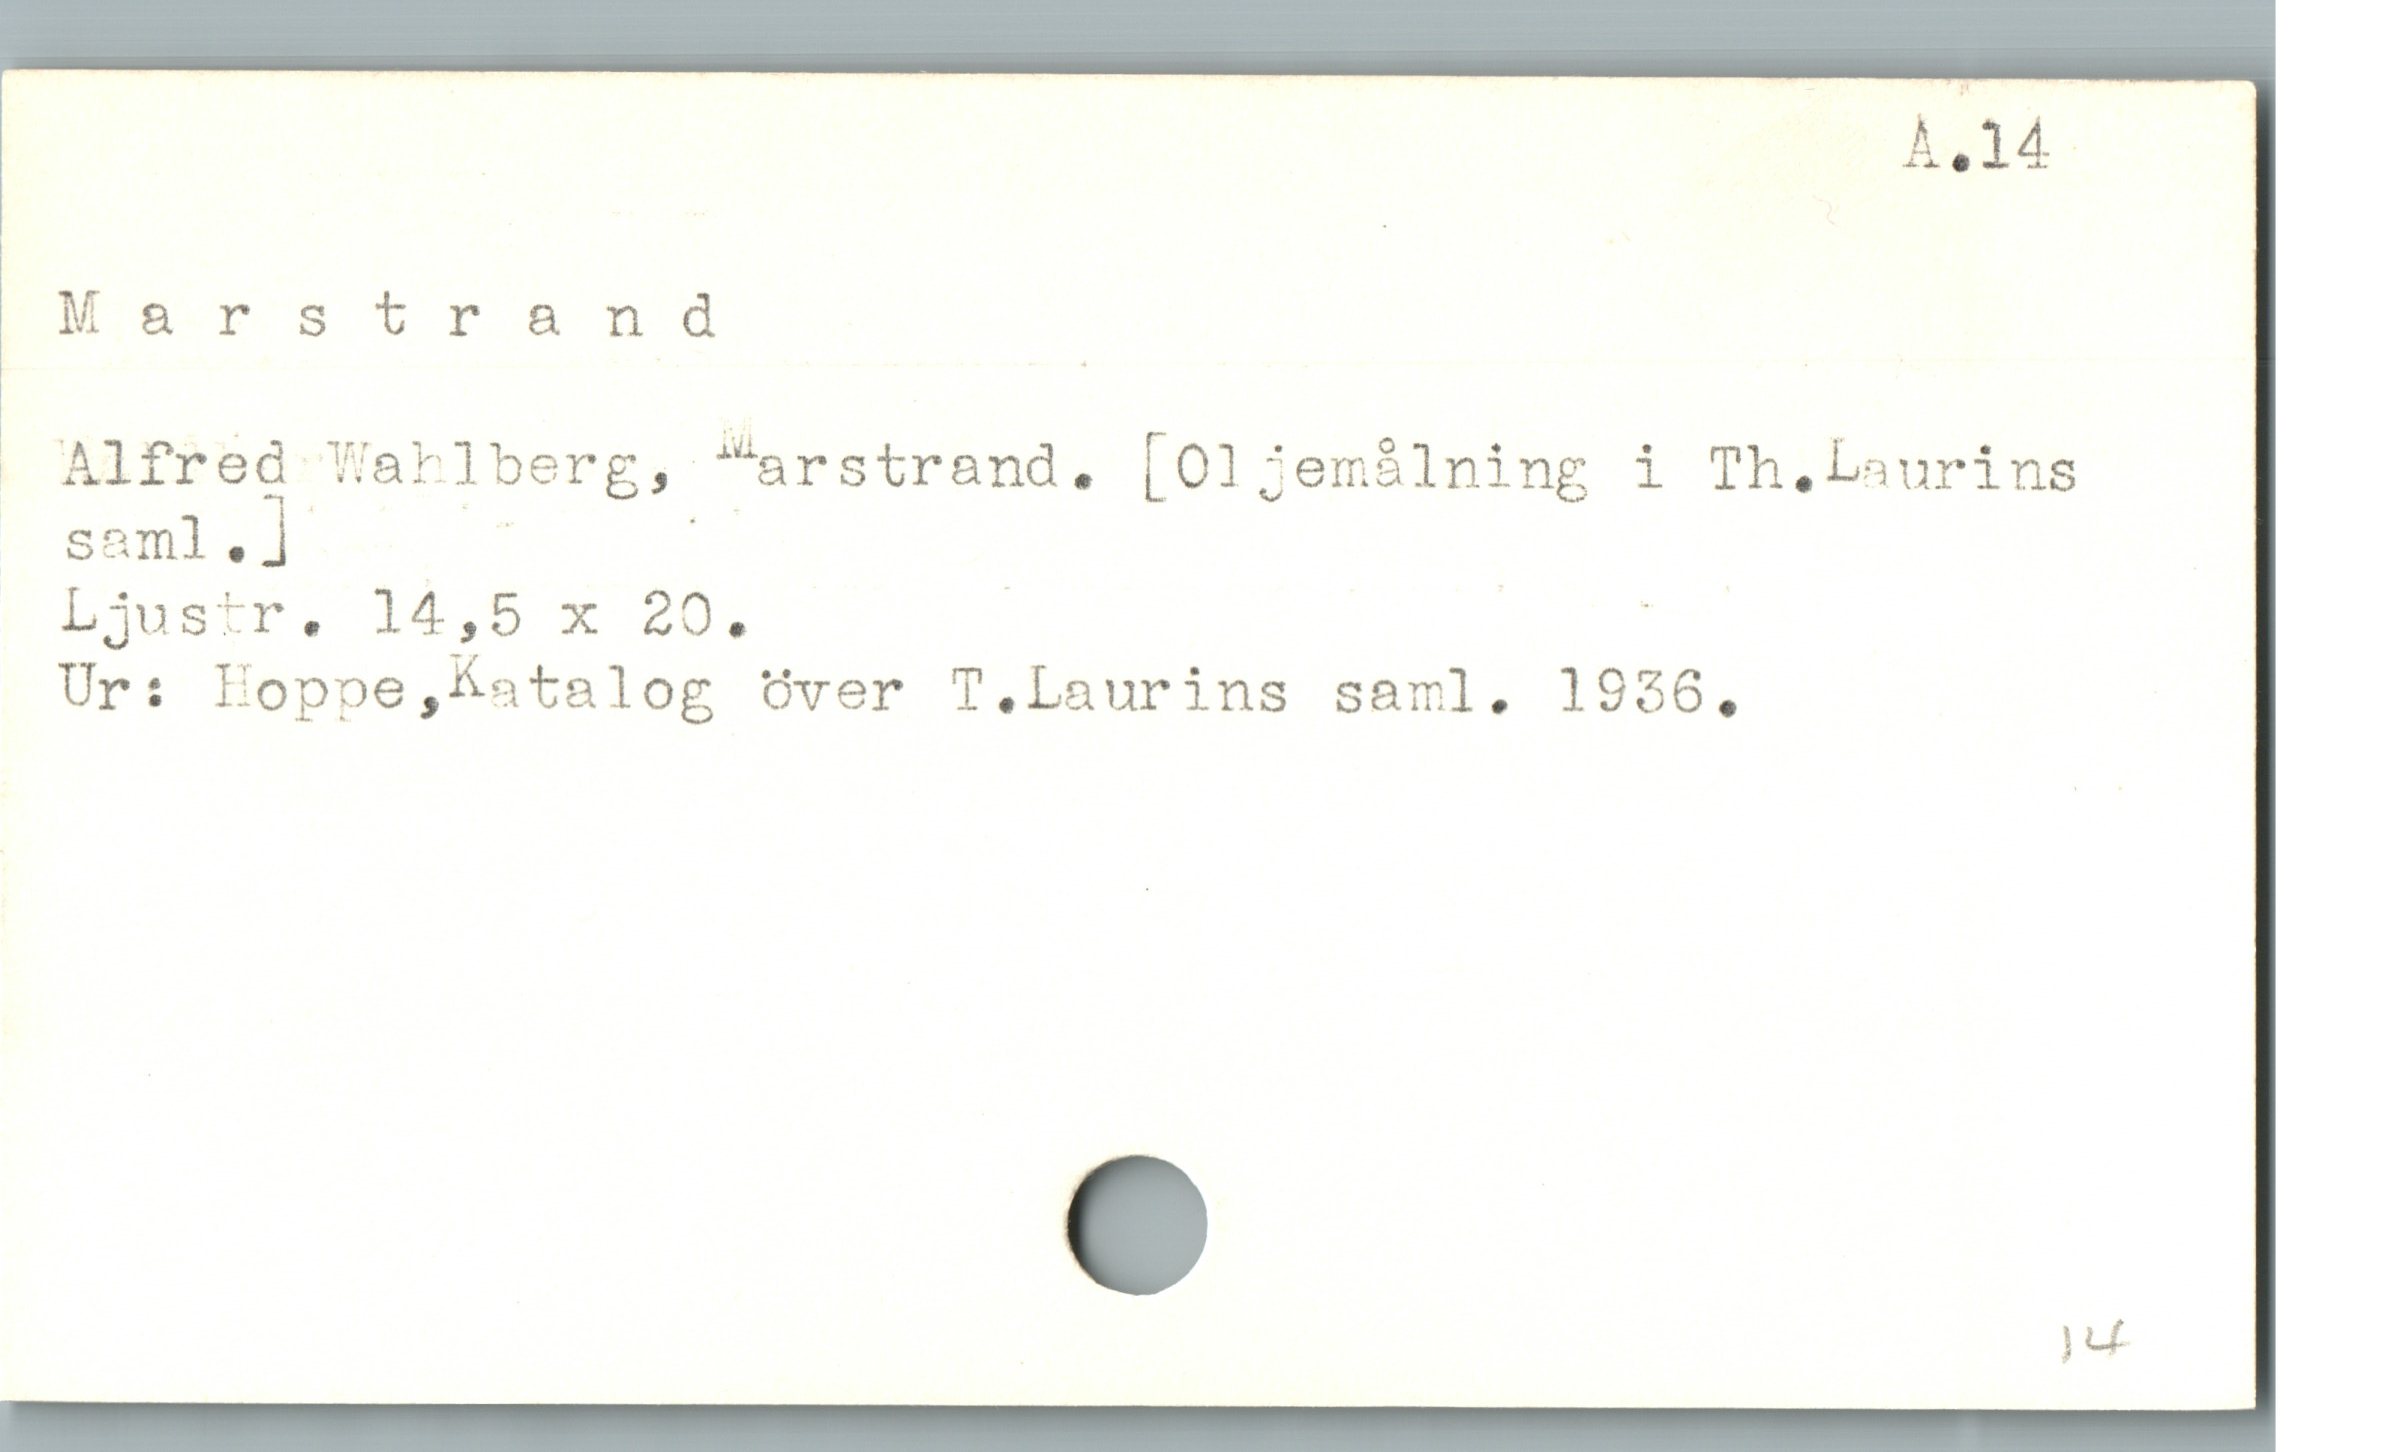 A.14
M a r s t r a n d
Alfred Wahlberg, Marstrand. [Oljemålning i Th.Laurins
saml.]
Ljustr. 14,5 x 20.
Ur: Hoppe,Katalog över T.Laurins saml. 1936.
14